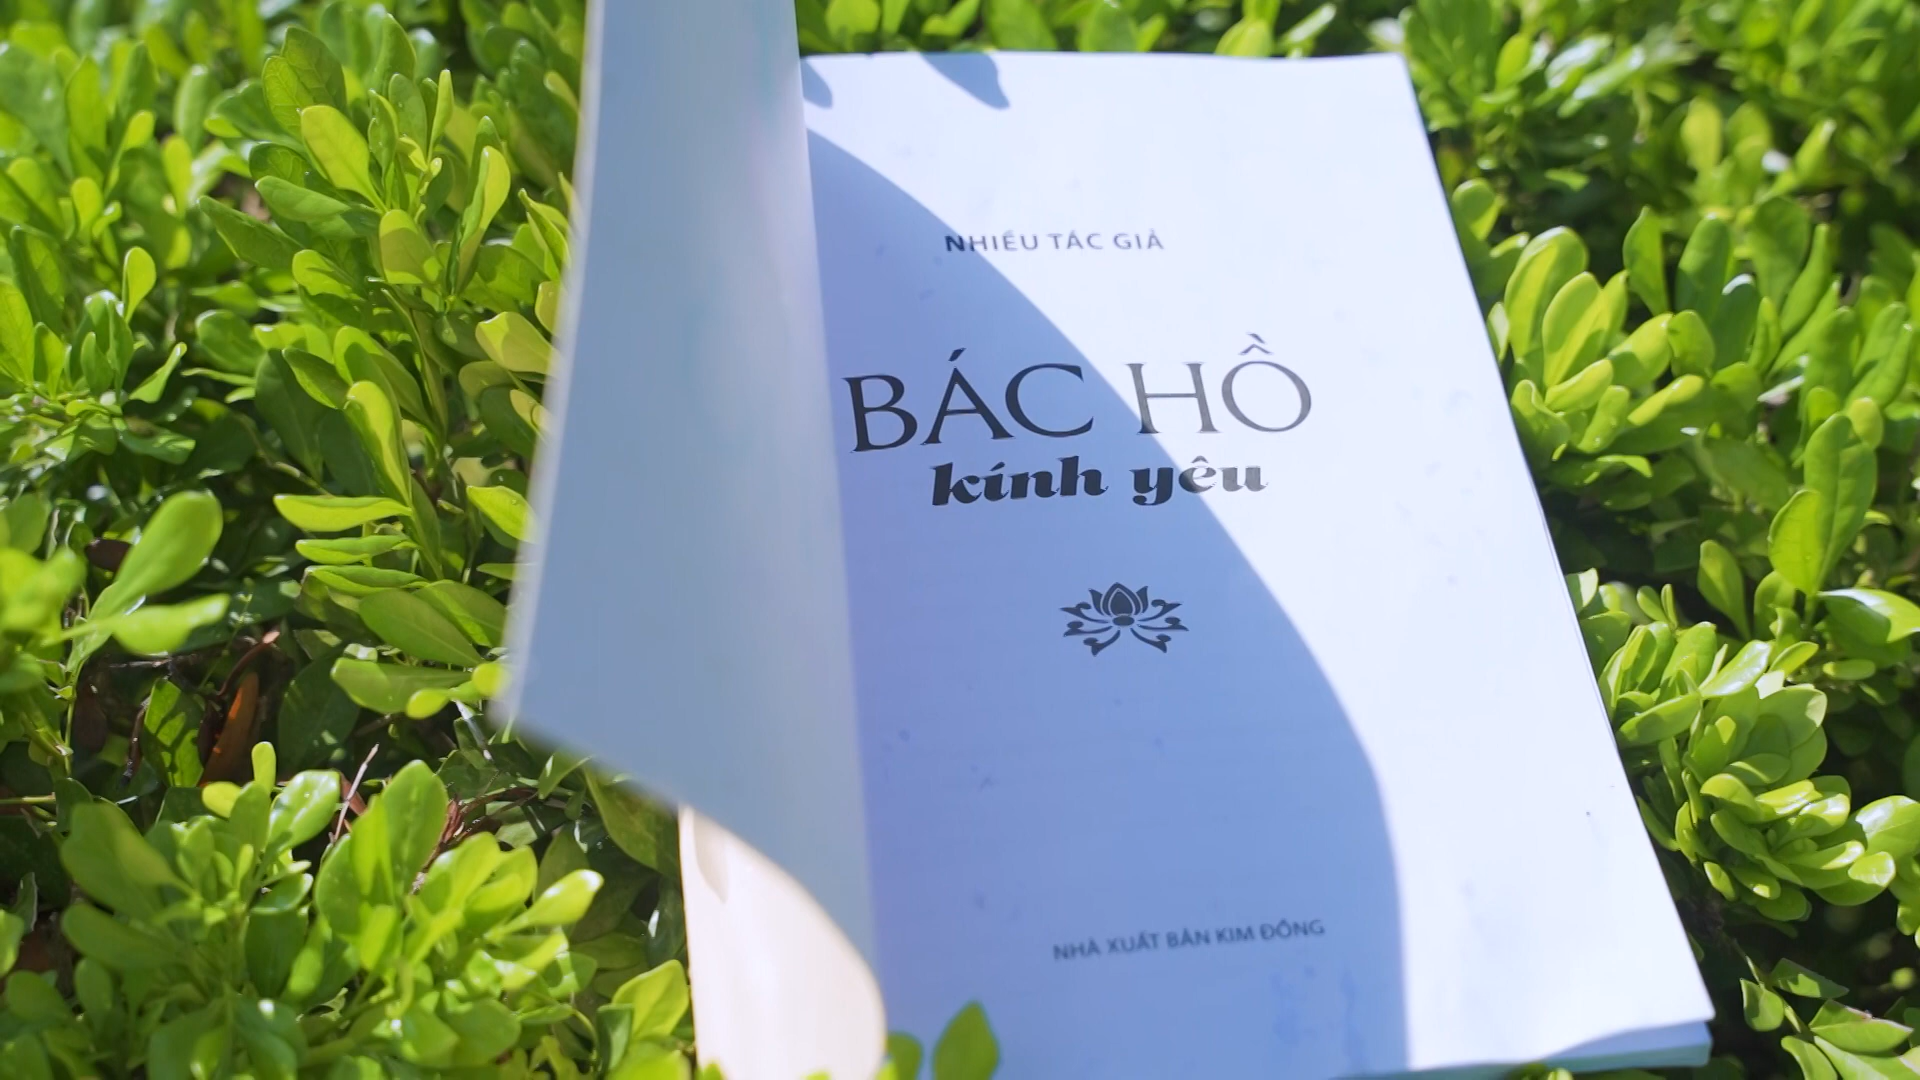 NHIỀU TÁC GIẢ
BÁC HỒ
kính yêu
NHÀ XUẤT BẢN KIM ĐỒNG